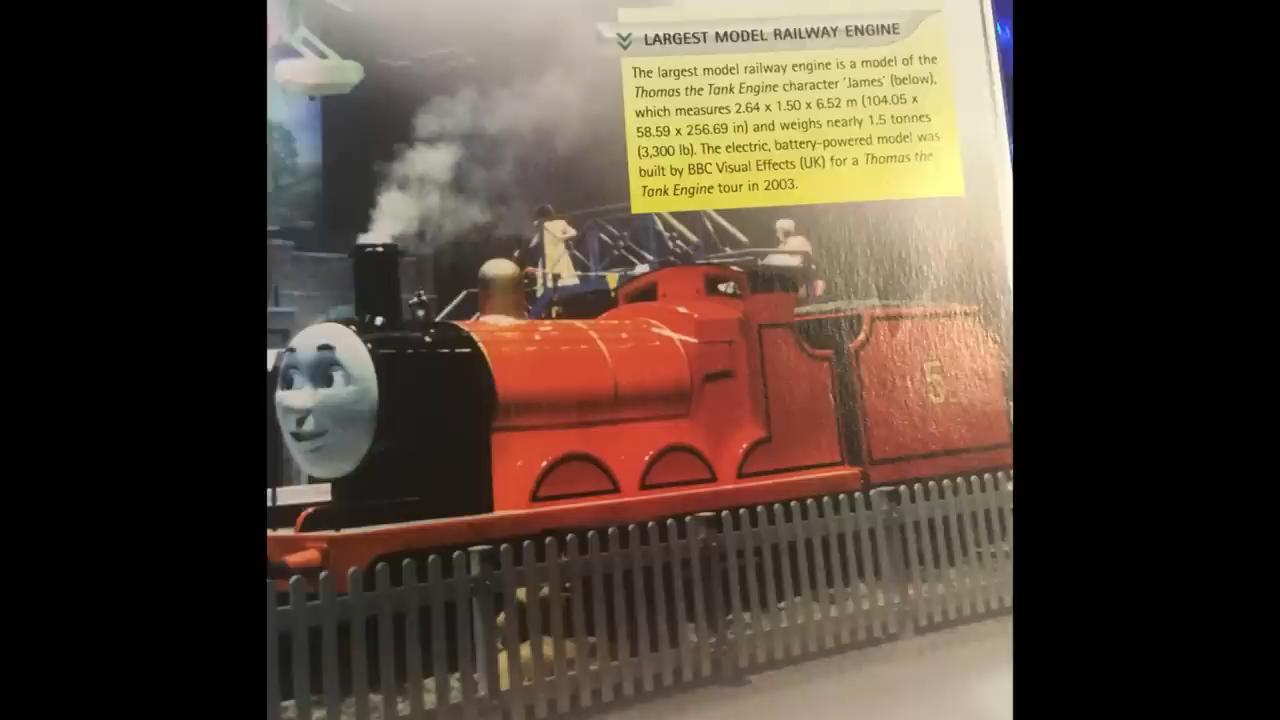 LARGEST MODEL RAILWAY ENGINE
The largest model railway engine is a model of the
Thomas the Tank Engine character 'James' (below),
which measures 2.64 x 1.50 x 6.52 m (104.05 x
58.59 x 256.69 in) and weighs nearly 1.5 tonnes
(3,300 lb). The electric, battery-powered model was
built by BBC Visual Effects (UK) for a Thomas the
Tank Engine tour in 2003.
5